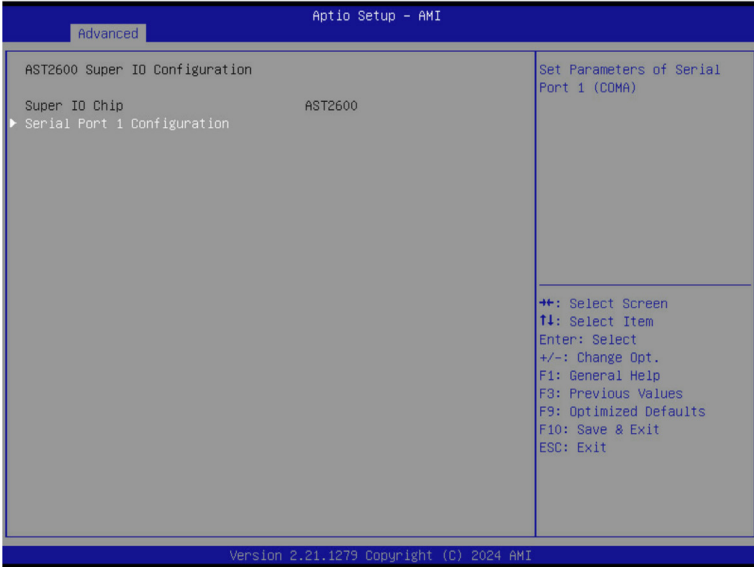 Aptio Setup – AMI
Advanced
AST2600 Super IO Configuration
Super IO Chip AST2600
▶ Serial Port 1 Configuration
Set Parameters of Serial
Port 1 (COMA)
→←: Select Screen
↑↓: Select Item
Enter: Select
+/-: Change Opt.
F1: General Help
F3: Previous Values
F9: Optimized Defaults
F10: Save & Exit
ESC: Exit
Version 2.21.1279 Copyright (C) 2024 AMI